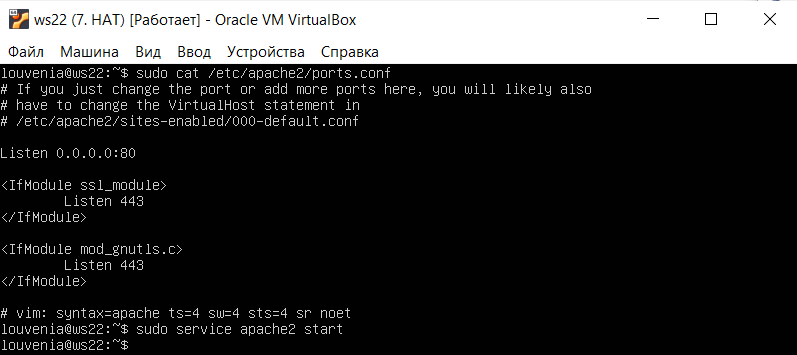 ws22 (7. НАТ) [Работает] - Oracle VM VirtualBox
Файл Машина Вид Ввод Устройства Справка
louvenia@ws22:~$ sudo cat /etc/apache2/ports.conf
# If you just change the port or add more ports here, you will likely also
# have to change the VirtualHost statement in
# /etc/apache2/sites-enabled/000-default.conf
Listen 0.0.0.0:80
<IfModule ssl_module>
Listen 443
</IfModule>
<IfModule mod_gnutls.c>
Listen 443
</IfModule>
# vim: syntax=apache ts=4 sw=4 sts=4 sr noet
louvenia@ws22:~$ sudo service apache2 start
louvenia@ws22:~$